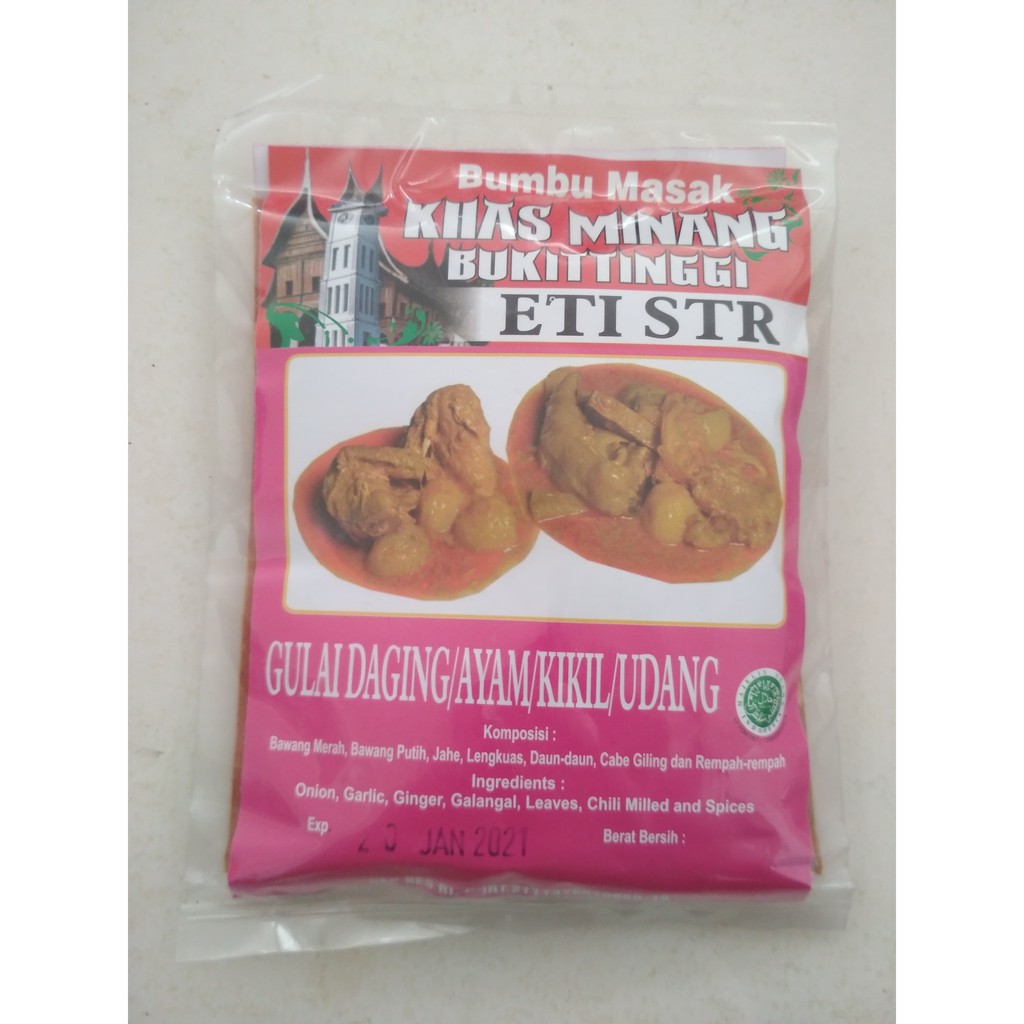 Bumbu Masak
KHAS MINANG
BUKITTINGGI
ETI STR
GULAI DAGING/AYAM/KIKIL/UDANG
Komposisi :
Bawang Merah, Bawang Putih, Jahe, Lengkuas, Daun-daun, Cabe Giling dan Rempah-rempah
Ingredients :
Onion, Garlic, Ginger, Galangal, Leaves, Chili Milled and Spices
Exp. 20 JAN 2021
Berat Bersih :